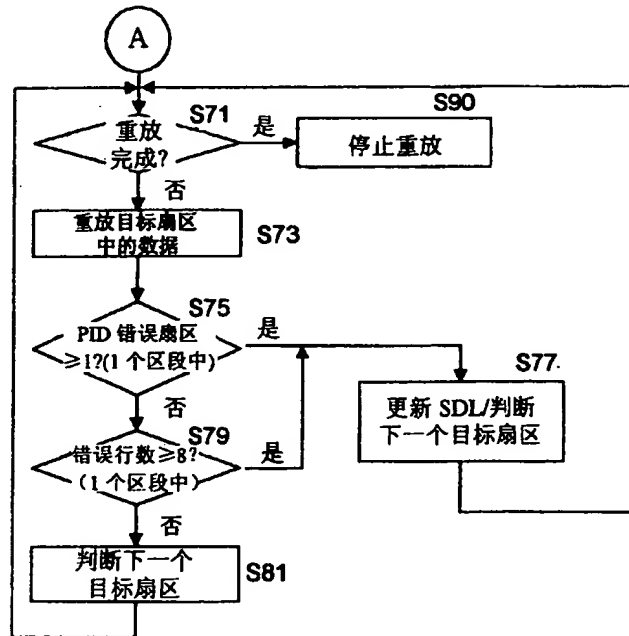 A
S71
重放
完成?
是
S90
停止重放
否
重放目标扇区
中的数据
S73
S75
PID 错误扇区
≥1?(1 个区段中)
是
S77
更新 SDL/判断
下一个目标扇区
否
S79
错误行数≥8?
(1 个区段中)
是
否
判断下一个
目标扇区
S81